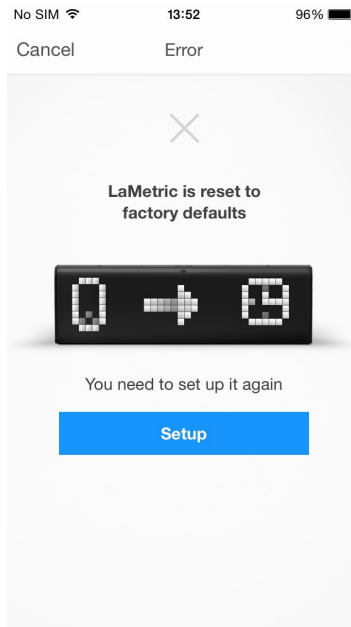 No SIM 13:52 96%
Cancel Error
LaMetric is reset to
factory defaults
You need to set up it again
Setup